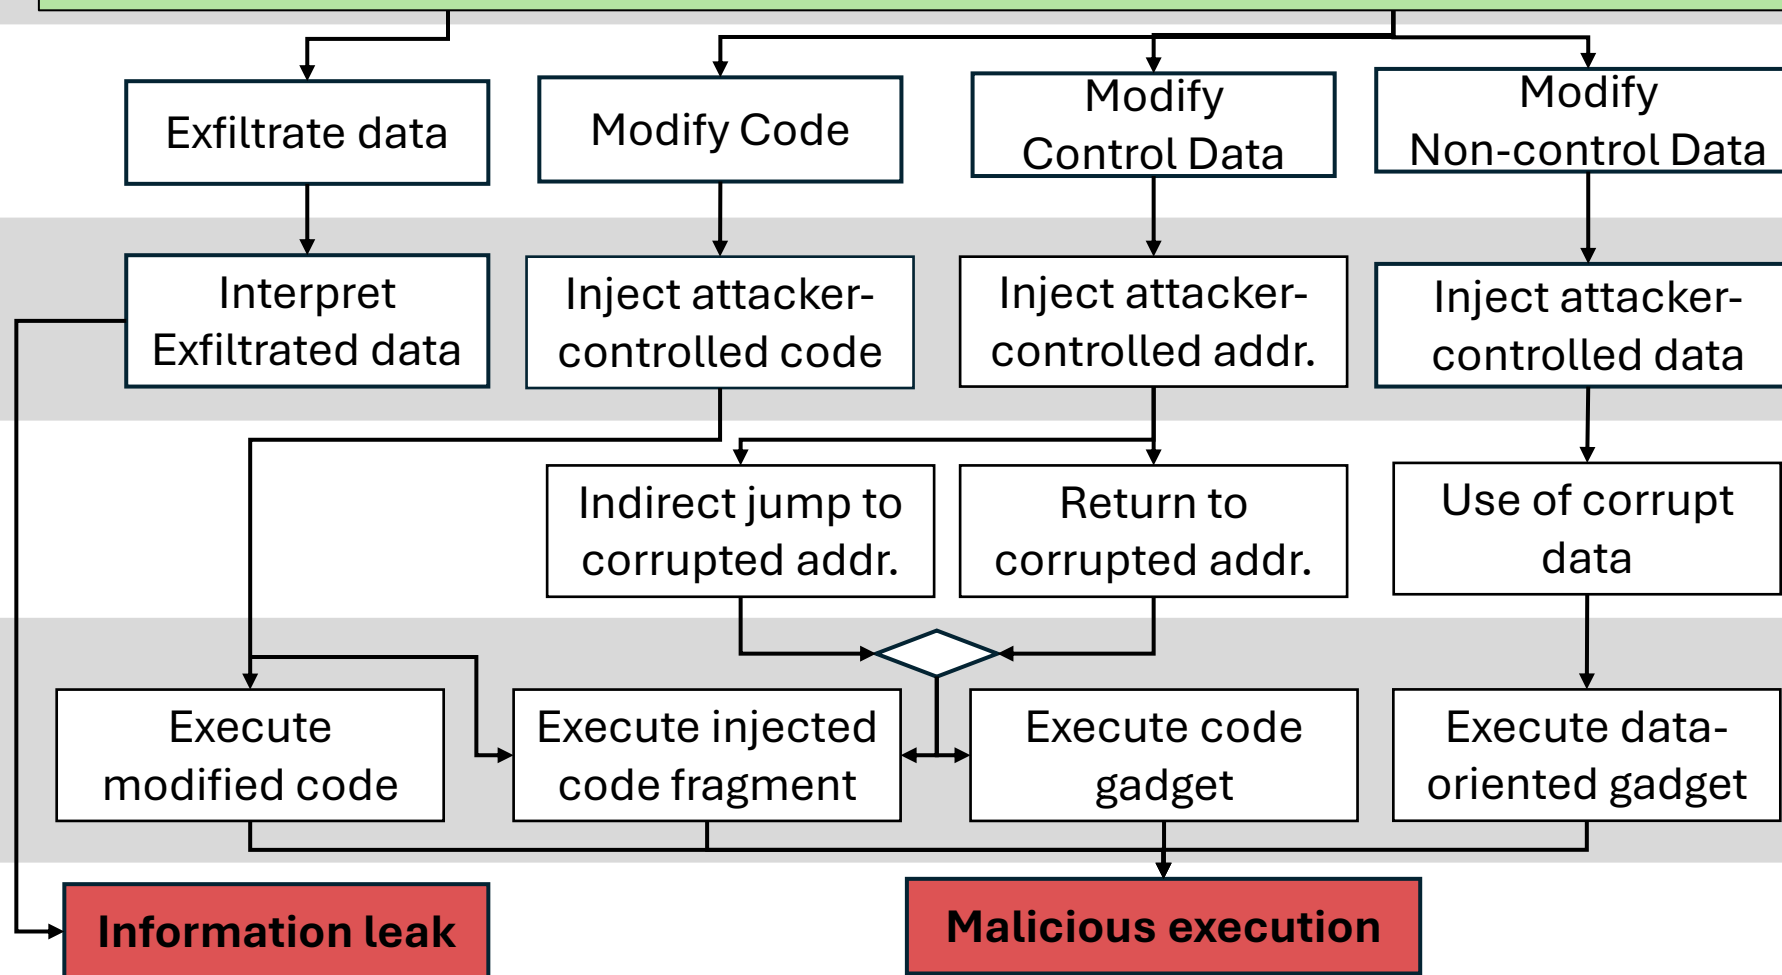 Exfiltrate data
Modify Code
Modify
Control Data
Modify
Non-control Data
Interpret
Exfiltrated data
Inject attacker-
controlled code
Inject attacker-
controlled addr.
Inject attacker-
controlled data
Indirect jump to
corrupted addr.
Return to
corrupted addr.
Use of corrupt
data
Execute
modified code
Execute injected
code fragment
Execute code
gadget
Execute data-
oriented gadget
Information leak
Malicious execution